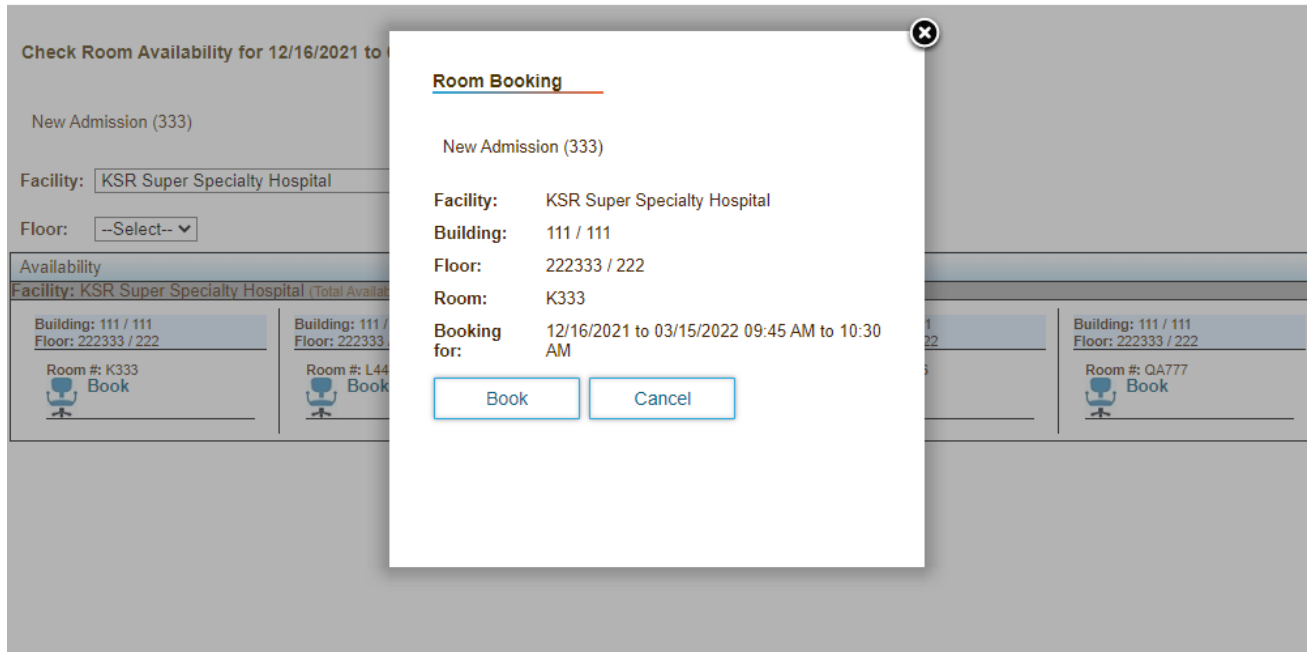 Check Room Availability for 12/16/2021 to
New Admission (333)
Facility: KSR Super Specialty Hospital
Floor: --Select--
Availability
Facility: KSR Super Specialty Hospital (Total
Building: 111 / 111
Floor: 222333 / 222
Room #: K333
Book
Building: 111 /
Floor: 222333
Room #: L44
Book
Building: 111 / 111
Floor: 222333 / 222
Room #: QA777
Book
Room Booking
New Admission (333)
Facility: KSR Super Specialty Hospital
Building: 111 / 111
Floor: 222333 / 222
Room: K333
Booking for: 12/16/2021 to 03/15/2022 09:45 AM to 10:30
AM
Book Cancel